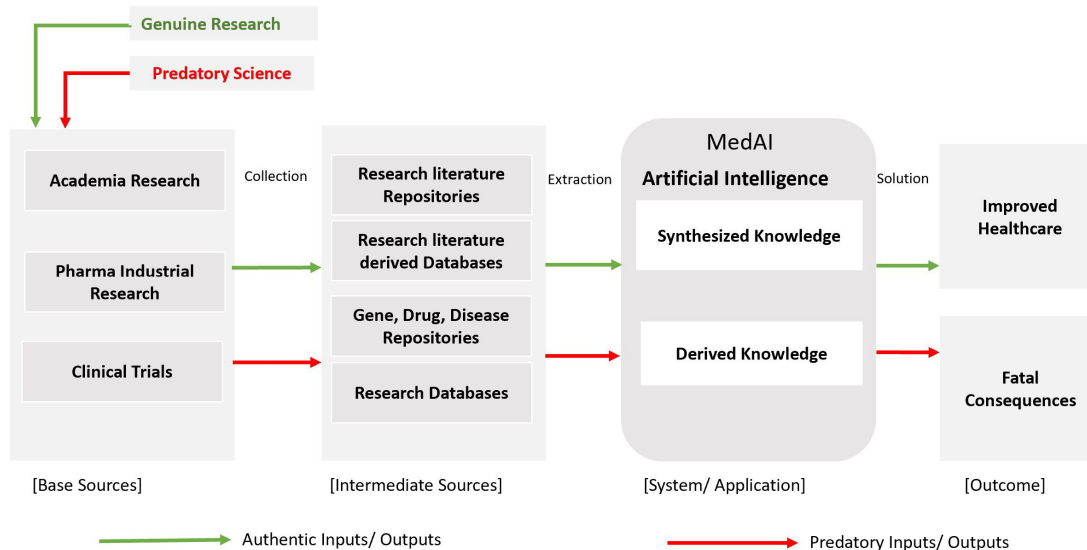 Genuine Research
Predatory Science
Academia Research
Pharma Industrial
Research
Clinical Trials
[Base Sources]
Collection
Research literature
Repositories
Research literature
derived Databases
Gene, Drug, Disease
Repositories
Research Databases
[Intermediate Sources]
Extraction
MedAI
Artificial Intelligence
Synthesized Knowledge
Derived Knowledge
[System/ Application]
Solution
Improved
Healthcare
Fatal
Consequences
[Outcome]
Authentic Inputs/ Outputs
Predatory Inputs/ Outputs